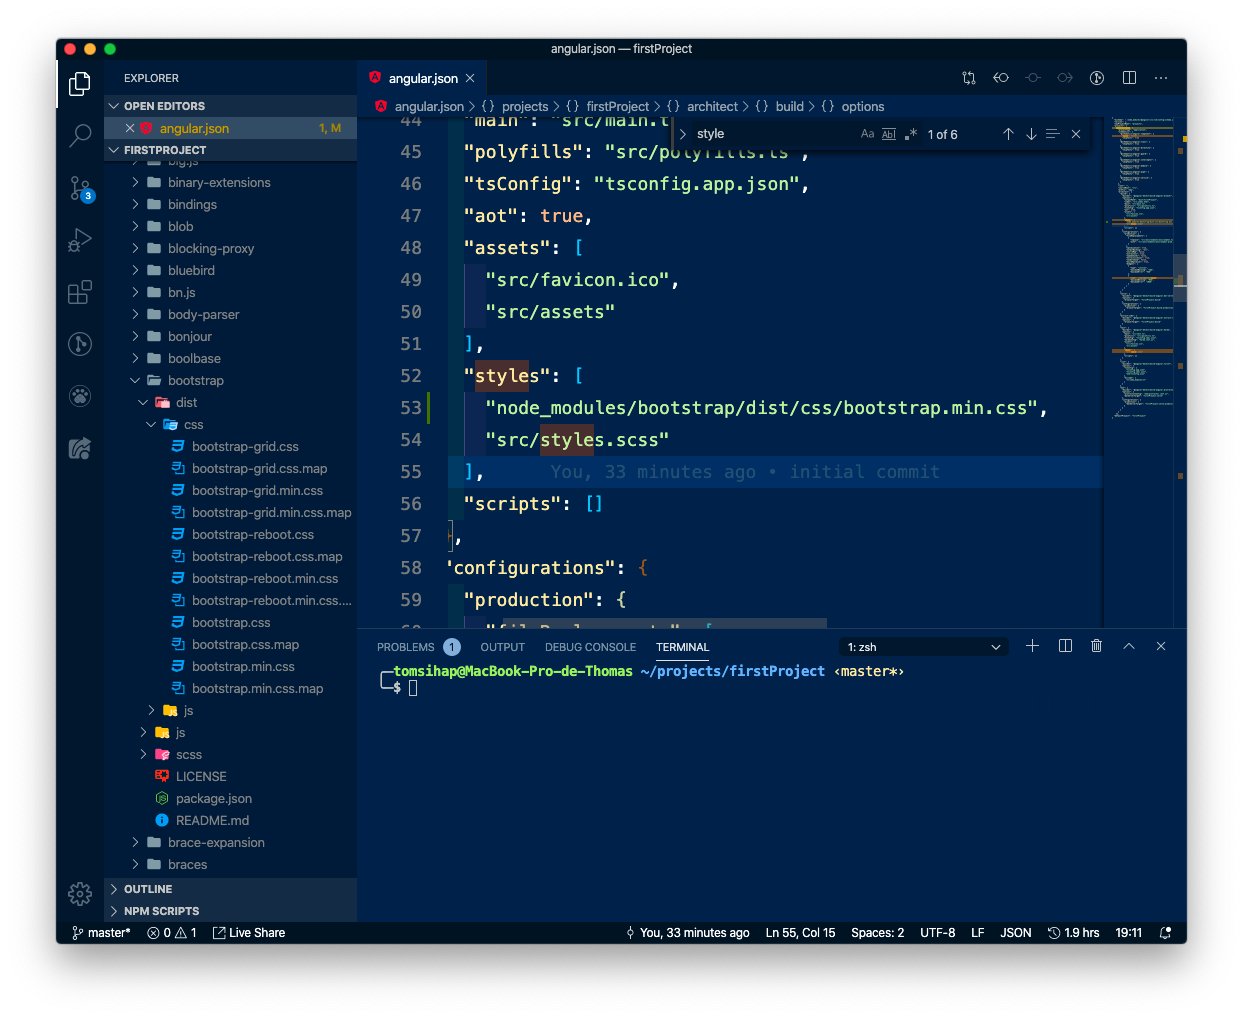 angular.json — firstProject
EXPLORER
OPEN EDITORS
angular.json 1, M
FIRSTPROJECT
big.js
binary-extensions
bindings
blob
blocking-proxy
bluebird
bn.js
body-parser
bonjour
boolbase
bootstrap
dist
css
bootstrap-grid.css
bootstrap-grid.css.map
bootstrap-grid.min.css
bootstrap-grid.min.css.map
bootstrap-reboot.css
bootstrap-reboot.css.map
bootstrap-reboot.min.css
bootstrap-reboot.min.css....
bootstrap.css
bootstrap.css.map
bootstrap.min.css
bootstrap.min.css.map
js
js
scss
LICENSE
package.json
README.md
brace-expansion
braces
OUTLINE
NPM SCRIPTS
3
angular.json
angular.json > {} projects > {} firstProject > {} architect > {} build > {} options
style Aa Abl .* 1 of 6
44 "main": "src/main.t
45 "polyfills": "src/polyfills.ts",
46 "tsConfig": "tsconfig.app.json",
47 "aot": true,
48 "assets": [
49 "src/favicon.ico",
50 "src/assets"
51 ],
52 "styles": [
53 "node_modules/bootstrap/dist/css/bootstrap.min.css",
54 "src/styles.scss"
55 ], You, 33 minutes ago • initial commit
56 "scripts": []
57 },
58 "configurations": {
59 "production": {
60 "fileReplacements": [
PROBLEMS 1 OUTPUT DEBUG CONSOLE TERMINAL 1: zsh
tomsihap@MacBook-Pro-de-Thomas ~/projects/firstProject ‹master*›
$
master* 0 1 Live Share You, 33 minutes ago Ln 55, Col 15 Spaces: 2 UTF-8 LF JSON 1.9 hrs 19:11